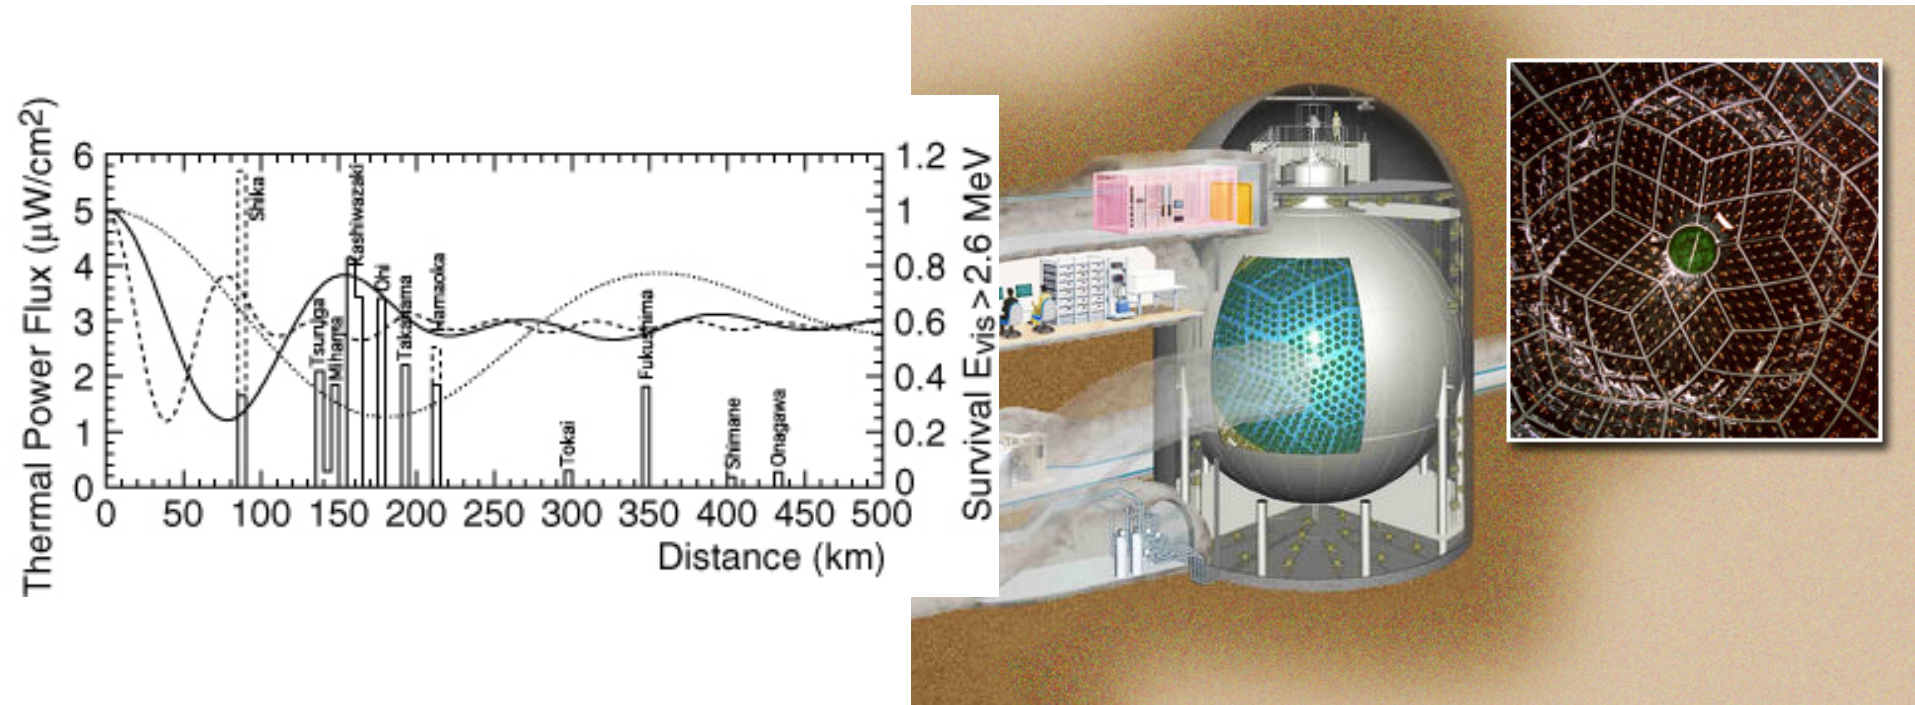 Thermal Power Flux (μW/cm2)
6
5
4
3
2
1
0
Shika
Tsuruga
Mihama
Kashiwazaki
Ohi
Takahama
Hamaoka
Tokai
Fukushima
Shimane
Onagawa
1.2
1
0.8
0.6
0.4
0.2
0
Survival Evis>2.6 MeV
0 50 100 150 200 250 300 350 400 450 500
Distance (km)